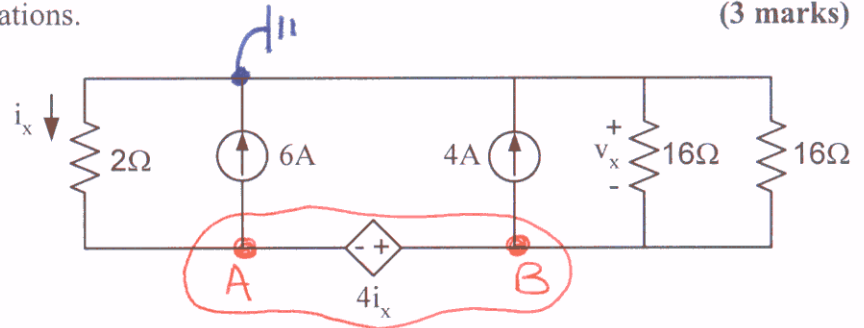 ations.
(3 marks)
iₓ
2Ω
6A
4A
+
vₓ
-
16Ω
16Ω
A
- +
B
4iₓ